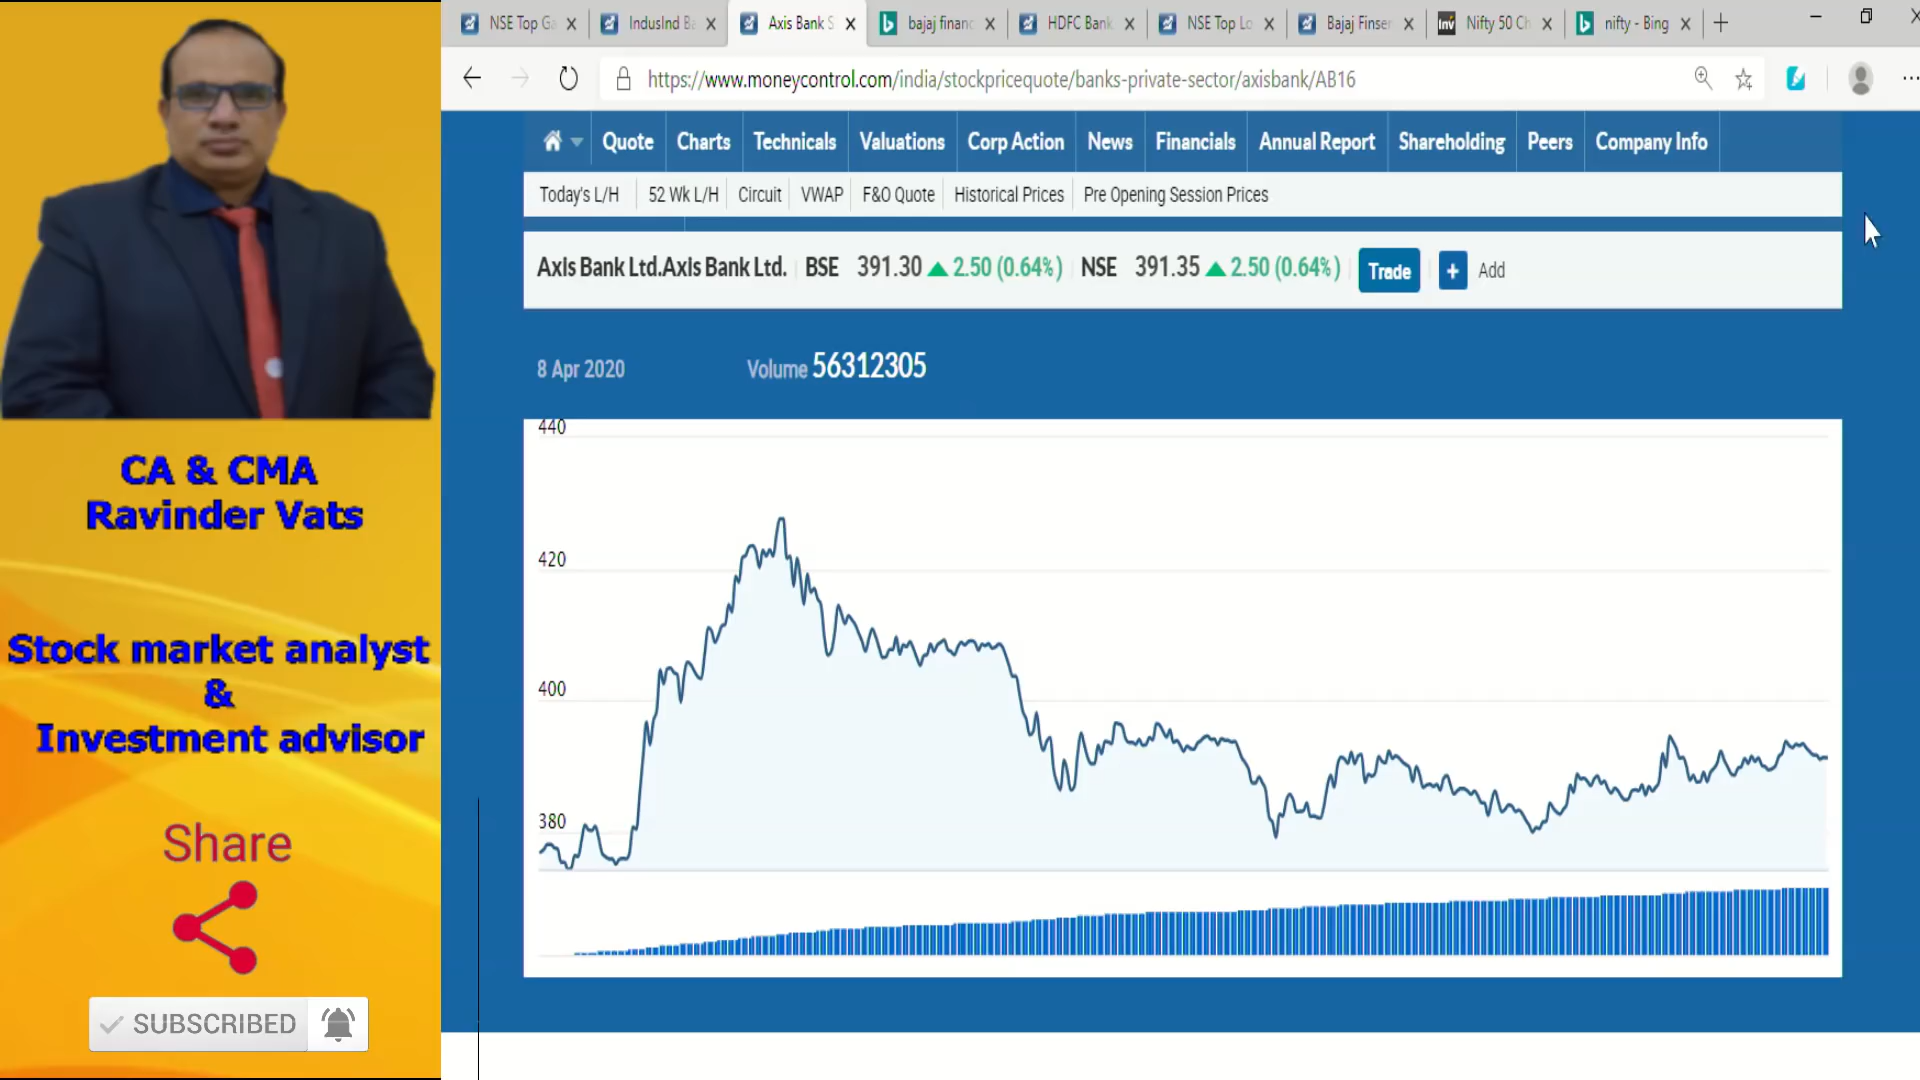 CA & CMA
Ravinder Vats
Stock market analyst
&
Investment advisor
Share
SUBSCRIBED
NSE Top Ga
IndusInd Ba
Axis Bank S
bajaj financ
HDFC Bank
NSE Top Lo
Bajaj Finser
Inv
Nifty 50 Ch
nifty - Bing
https://www.moneycontrol.com/india/stockpricequote/banks-private-sector/axisbank/AB16
Quote Charts Technicals Valuations Corp Action News Financials Annual Report Shareholding Peers Company Info
Today's L/H 52 Wk L/H Circuit VWAP F&O Quote Historical Prices Pre Opening Session Prices
Axis Bank Ltd.Axis Bank Ltd. BSE 391.30 ▲ 2.50 (0.64%) NSE 391.35 ▲ 2.50 (0.64%) Trade + Add
8 Apr 2020 Volume 56312305
440
420
400
380